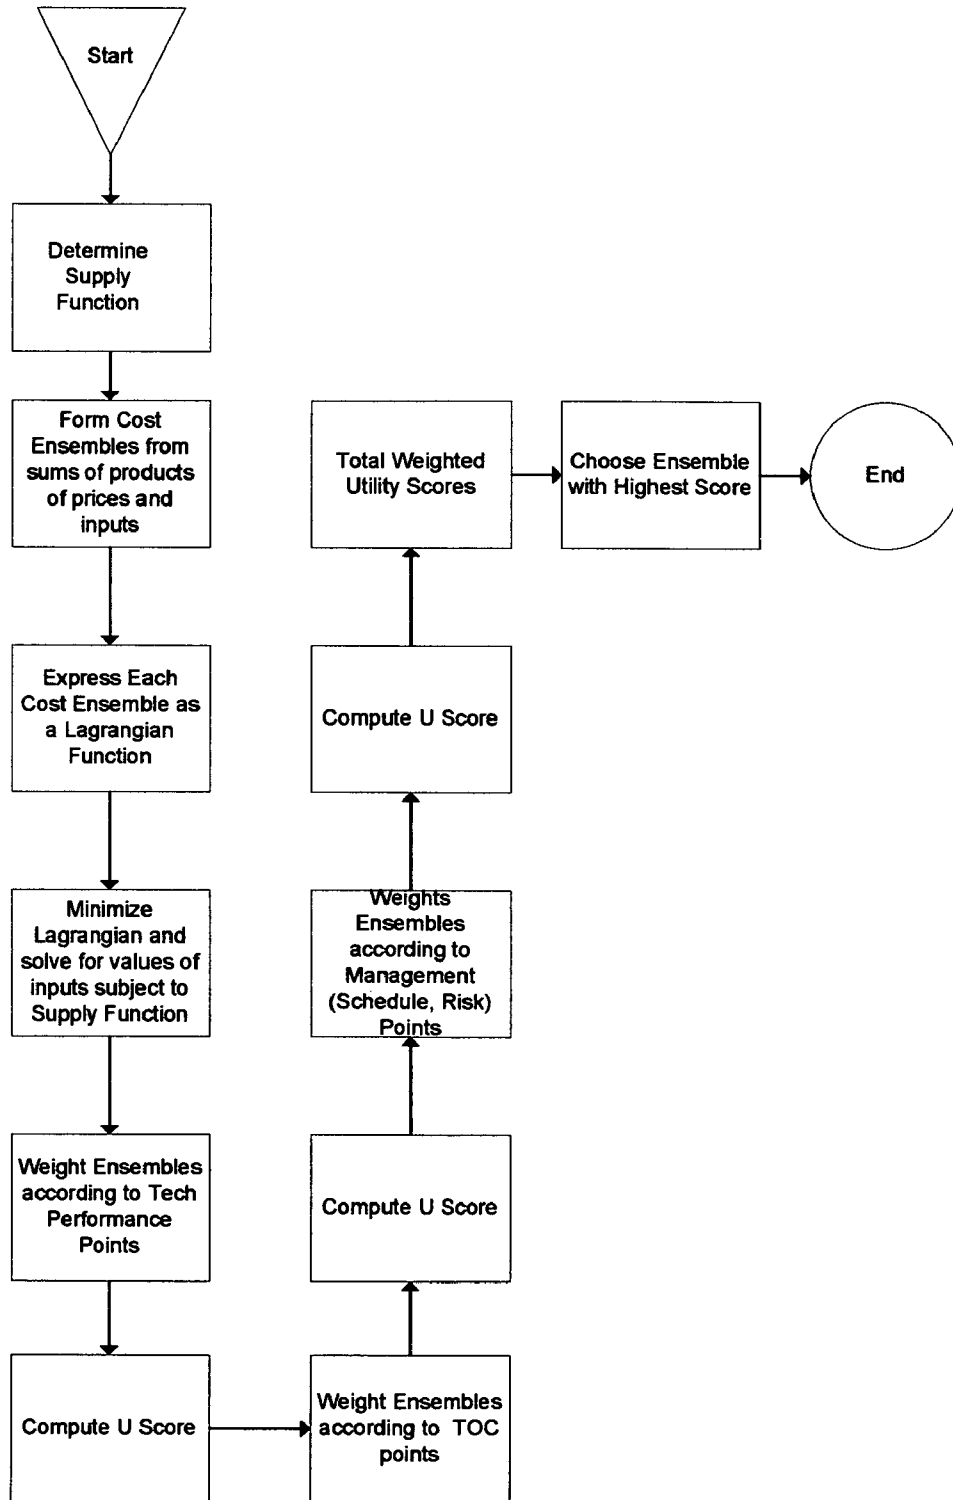 Start
Determine
Supply
Function
Form Cost
Ensembles from
sums of products
of prices and
inputs
Express Each
Cost Ensemble as
a Lagrangian
Function
Minimize
Lagrangian and
solve for values of
inputs subject to
Supply Function
Weight Ensembles
according to Tech
Performance
Points
Compute U Score
Weight Ensembles
according to TOC
points
Compute U Score
Weights
Ensembles
according to
Management
(Schedule, Risk)
Points
Compute U Score
Total Weighted
Utility Scores
Choose Ensemble
with Highest Score
End